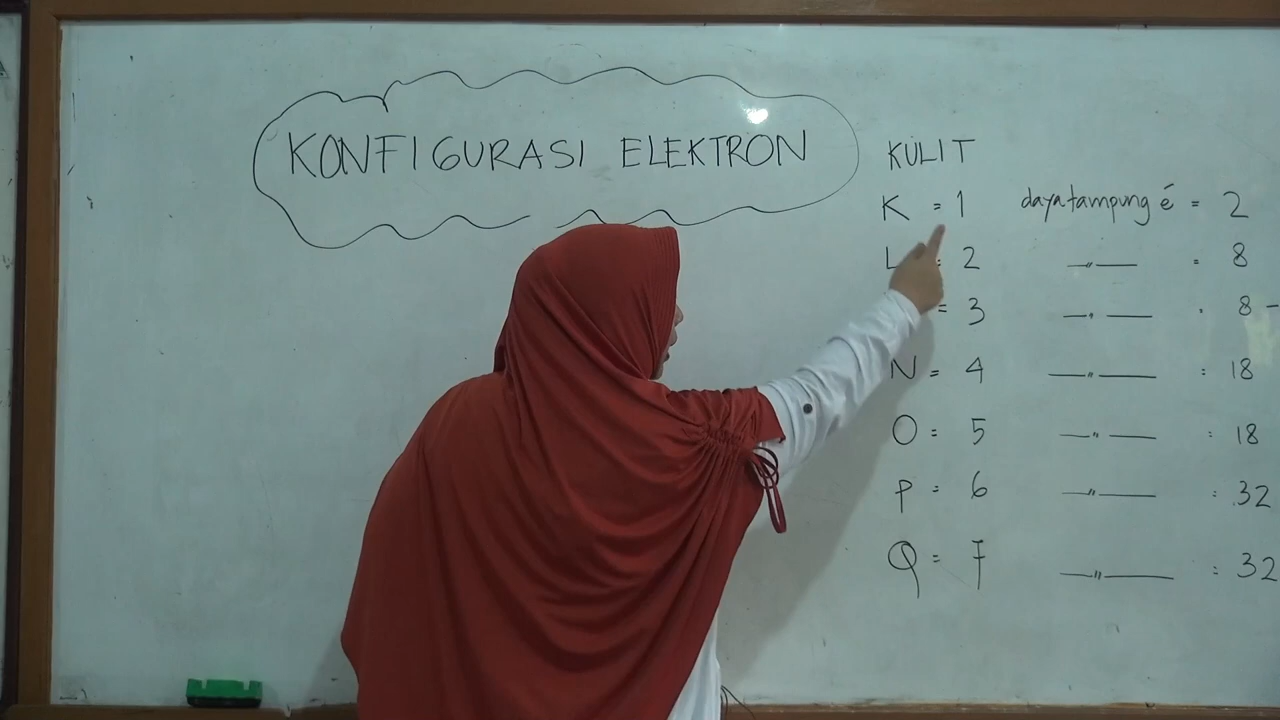 KONFIGURASI ELEKTRON
KULIT
K = 1 dayatampung é = 2
L = 2 —〃— = 8
= 3 —〃— = 8 -
N = 4 —〃— = 18
O = 5 —〃— = 18
P = 6 —〃— = 32
Q = 7 —〃— = 32